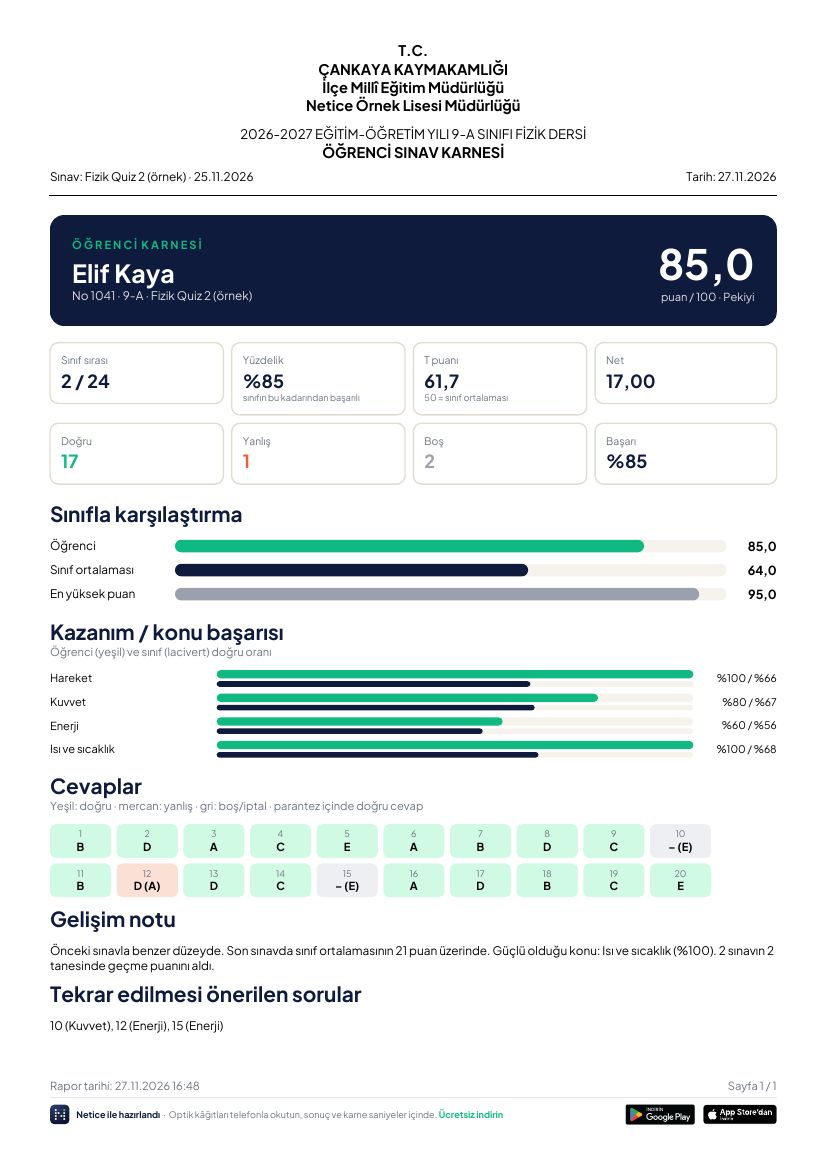 T.C.
ÇANKAYA KAYMAKAMLIĞI
İlçe Millî Eğitim Müdürlüğü
Netice Örnek Lisesi Müdürlüğü
2026-2027 EĞİTİM-ÖĞRETİM YILI 9-A SINIFI FİZİK DERSİ
ÖĞRENCİ SINAV KARNESİ
Sınav: Fizik Quiz 2 (örnek) · 25.11.2026 Tarih: 27.11.2026
ÖĞRENCİ KARNESİ
Elif Kaya
No 1041 · 9-A · Fizik Quiz 2 (örnek)
85,0
puan / 100 · Pekiyi
Sınıf sırası
2 / 24
Yüzdelik
%85
sınıfın bu kadarından başarılı
T puanı
61,7
50 = sınıf ortalaması
Net
17,00
Doğru
17
Yanlış
1
Boş
2
Başarı
%85
Sınıfla karşılaştırma
Öğrenci 85,0
Sınıf ortalaması 64,0
En yüksek puan 95,0
Kazanım / konu başarısı
Öğrenci (yeşil) ve sınıf (lacivert) doğru oranı
Hareket %100 / %66
Kuvvet %80 / %67
Enerji %60 / %56
Isı ve sıcaklık %100 / %68
Cevaplar
Yeşil: doğru · mercan: yanlış · gri: boş/iptal · parantez içinde doğru cevap
1 2 3 4 5 6 7 8 9 10
B D A C E A B D C – (E)
11 12 13 14 15 16 17 18 19 20
B D (A) D C – (E) A D B C E
Gelişim notu
Önceki sınavla benzer düzeyde. Son sınavda sınıf ortalamasının 21 puan üzerinde. Güçlü olduğu konu: Isı ve sıcaklık (%100). 2 sınavın 2
tanesinde geçme puanını aldı.
Tekrar edilmesi önerilen sorular
10 (Kuvvet), 12 (Enerji), 15 (Enerji)
Rapor tarihi: 27.11.2026 16:48 Sayfa 1 / 1
Netice ile hazırlandı · Optik kâğıtları telefonla okutun, sonuç ve karne saniyeler içinde. Ücretsiz indirin
İNDİRİN
Google Play
App Store'dan
İndirin